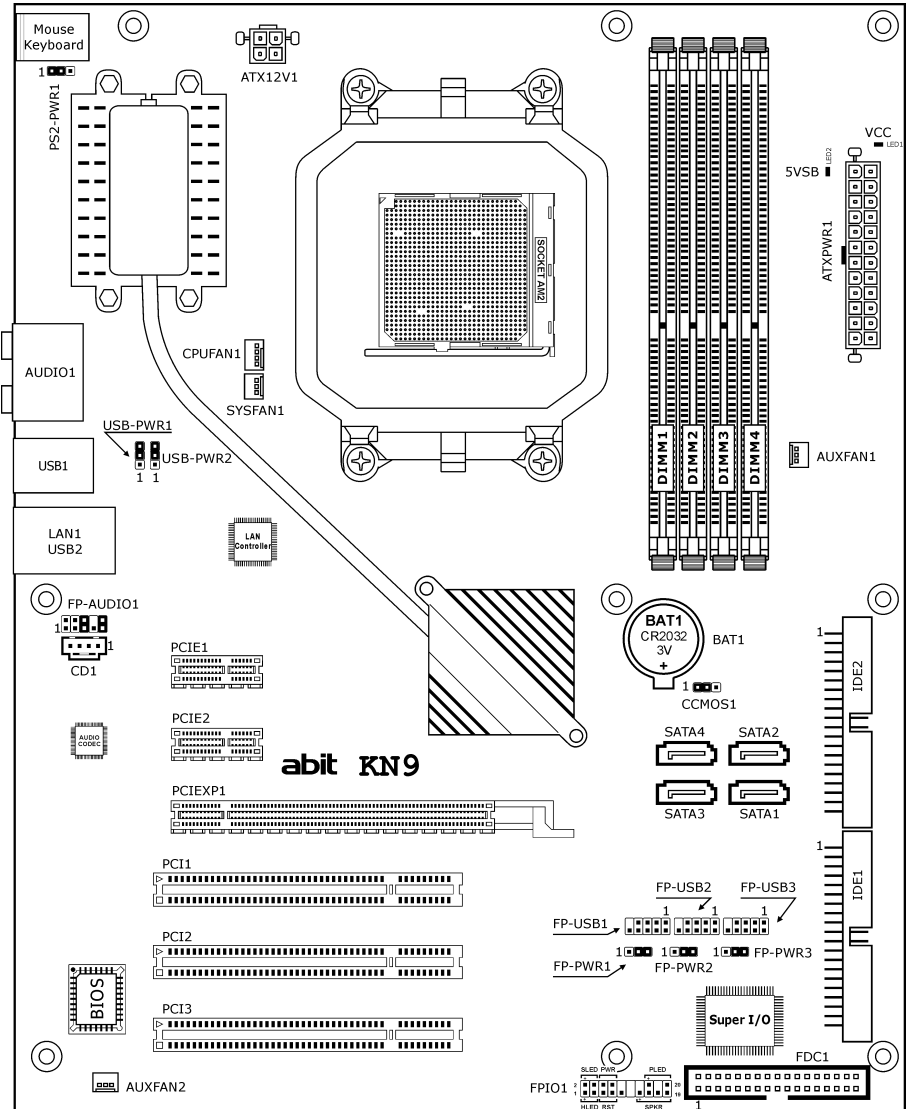 Mouse
Keyboard
1
PS2-PWR1
ATX12V1
VCC
LED1
LED2
5VSB
ATXPWR1
SOCKET AM2
CPUFAN1
SYSFAN1
AUDIO1
USB-PWR1
USB-PWR2
1 1
USB1
DIMM1
DIMM2
DIMM3
DIMM4
AUXFAN1
LAN1
USB2
LAN
Controller
FP-AUDIO1
1
1
CD1
BAT1
CR2032
3V
+
BAT1
1
CCMOS1
1
IDE2
PCIE1
AUDIO
CODEC
PCIE2
abit KN9
SATA4
SATA2
SATA3
SATA1
PCIEXP1
1
IDE1
PCI1
FP-USB2
FP-USB3
FP-USB1
1
1
1
PCI2
1
1
1
FP-PWR3
FP-PWR1
FP-PWR2
BIOS
PCI3
Super I/O
FDC1
1
AUXFAN2
FPIO1
SLED PWR
PLED
2
20
1
19
HLED RST
SPKR